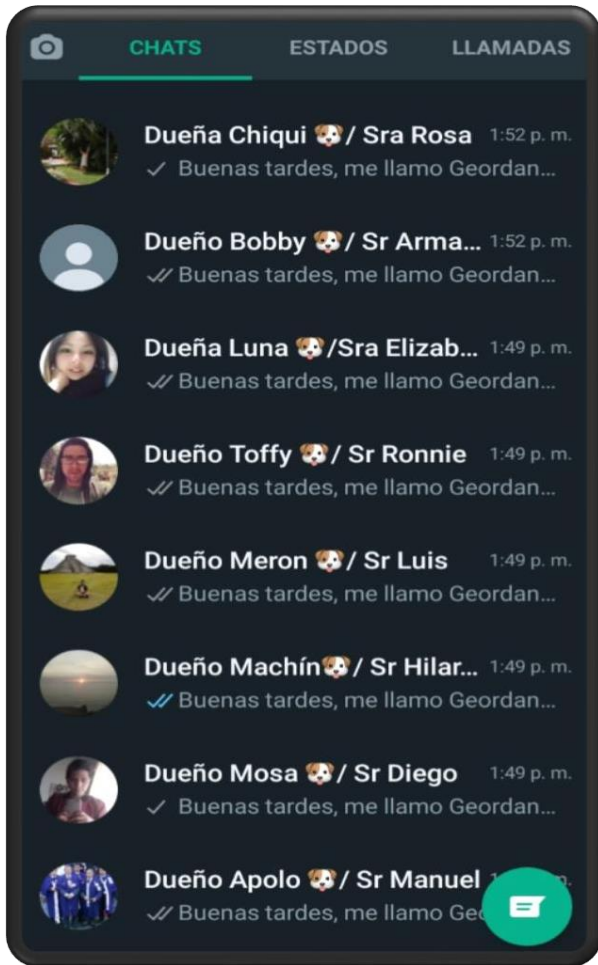 CHATS ESTADOS LLAMADAS
Dueña Chiqui 🐶/ Sra Rosa 1:52 p. m.
Buenas tardes, me llamo Geordan...
Dueño Bobby 🐶/ Sr Arma... 1:52 p. m.
Buenas tardes, me llamo Geordan...
Dueña Luna 🐶/Sra Elizab... 1:49 p. m.
Buenas tardes, me llamo Geordan...
Dueño Toffy 🐶/ Sr Ronnie 1:49 p. m.
Buenas tardes, me llamo Geordan...
Dueño Meron 🐶/ Sr Luis 1:49 p. m.
Buenas tardes, me llamo Geordan...
Dueño Machín🐶/ Sr Hilar... 1:49 p. m.
Buenas tardes, me llamo Geordan...
Dueño Mosa 🐶/ Sr Diego 1:49 p. m.
Buenas tardes, me llamo Geordan...
Dueño Apolo 🐶/ Sr Manuel
Buenas tardes, me llamo